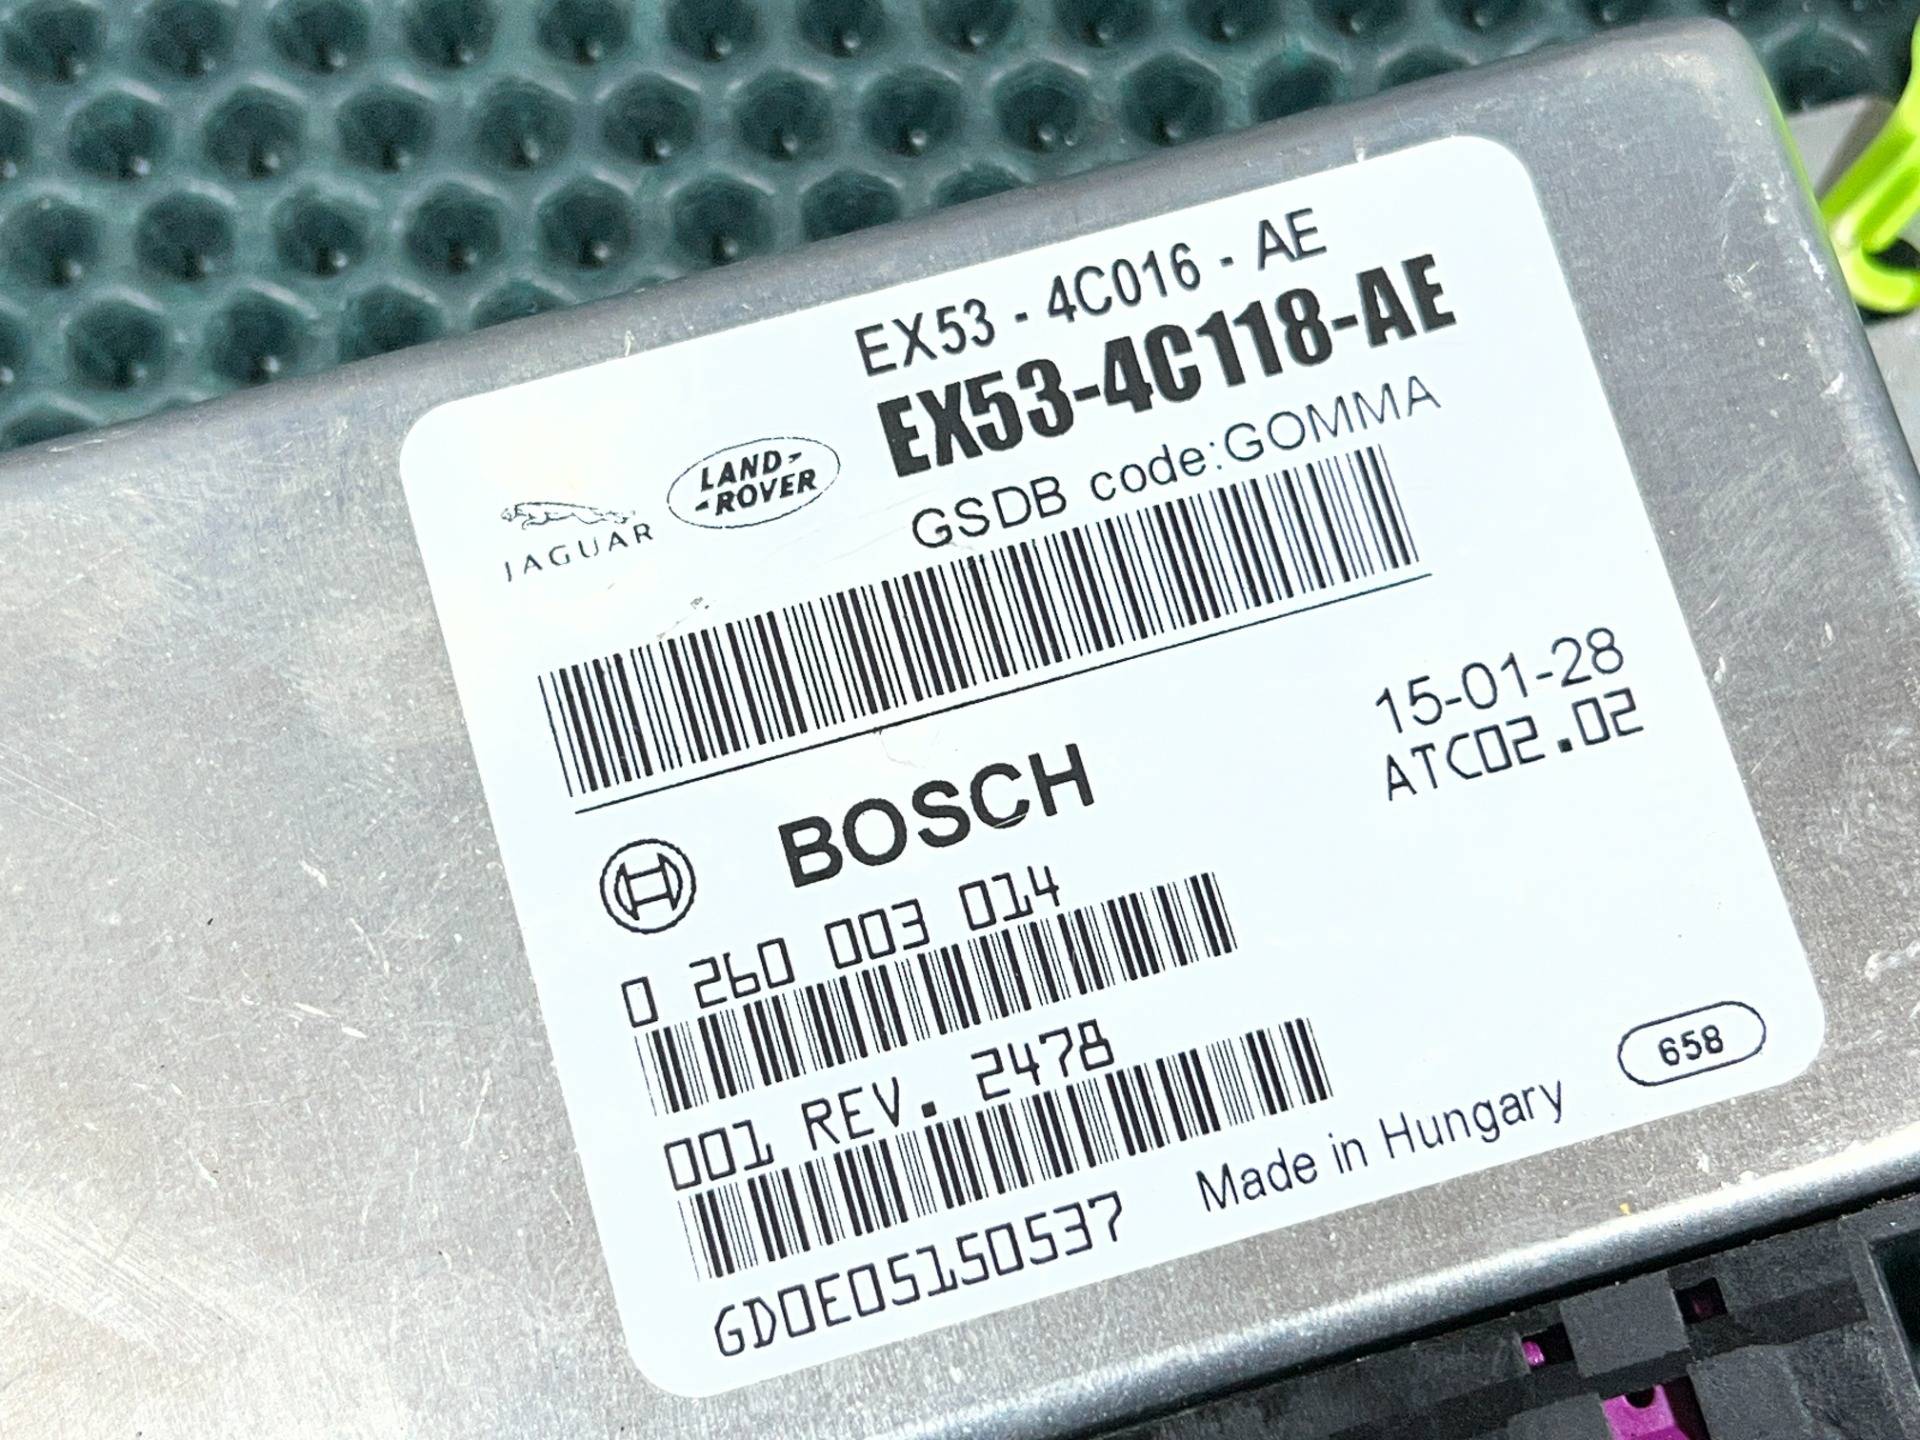 EX53 - 4C016 - AE
EX53-4C118-AE
GSDB code:GOMMA
JAGUAR
LAND-
-ROVER
15-01-28
ATC02.02
BOSCH
0 260 003 014
001 REV. 2478
GD0E05150537
Made in Hungary
658